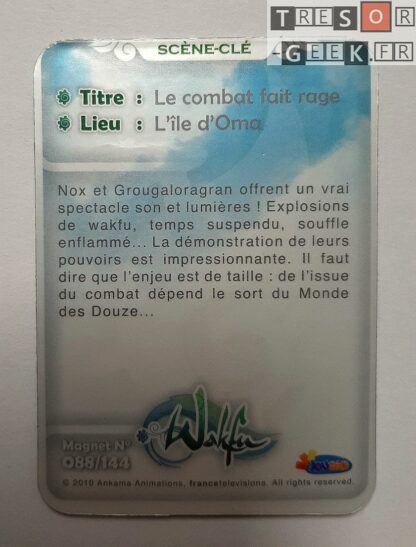 TRESOR
GEEK.FR
SCÈNE-CLÉ
Titre : Le combat fait rage
Lieu : L'île d'Oma
Nox et Grougaloragran offrent un vrai
spectacle son et lumières ! Explosions
de wakfu, temps suspendu, souffle
enflammé... La démonstration de leurs
pouvoirs est impressionnante. Il faut
dire que l'enjeu est de taille : de l'issue
du combat dépend le sort du Monde
des Douze...
Wakfu
Magnet N°
088/144
© 2010 Ankama Animations, francetelevisions. All rights reserved.